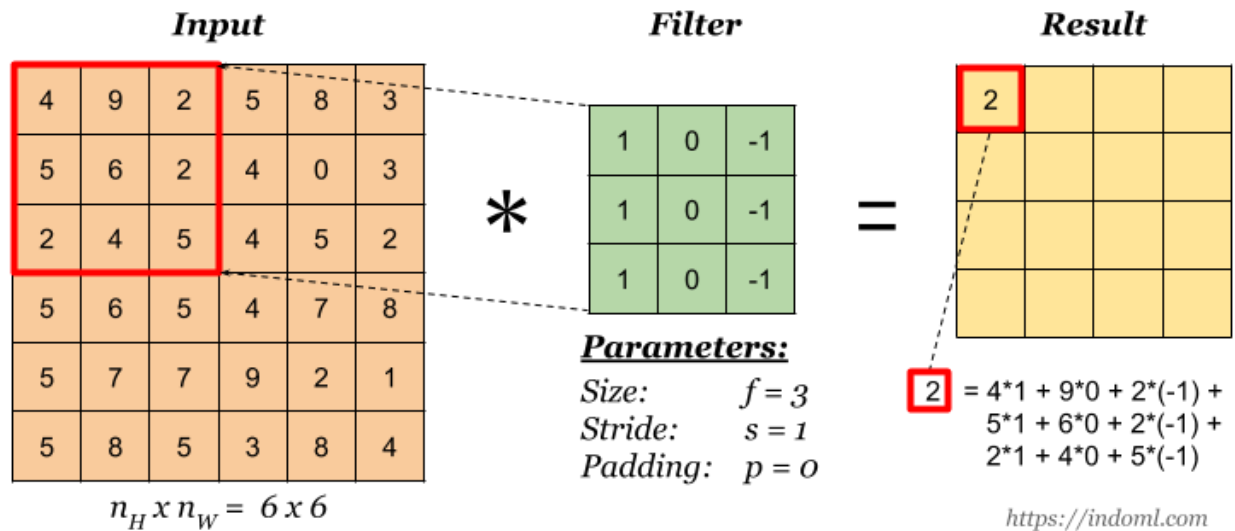 Input
Filter
Result
4 9 2 5 8 3
5 6 2 4 0 3
2 4 5 4 5 2
5 6 5 4 7 8
5 7 7 9 2 1
5 8 5 3 8 4
n_H x n_W = 6 x 6
*
1 0 -1
1 0 -1
1 0 -1
Parameters:
Size: f = 3
Stride: s = 1
Padding: p = 0
=
2
2 = 4*1 + 9*0 + 2*(-1) +
5*1 + 6*0 + 2*(-1) +
2*1 + 4*0 + 5*(-1)
https://indoml.com